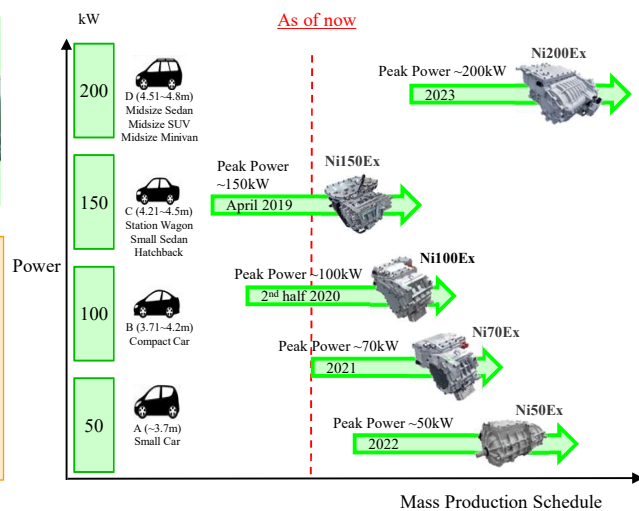 kW
As of now
Ni200Ex
200
D (4.51~4.8m)
Midsize Sedan
Midsize SUV
Midsize Minivan
Peak Power ~200kW
2023
150
C (4.21~4.5m)
Station Wagon
Small Sedan
Hatchback
Peak Power
~150kW
Ni150Ex
April 2019
Power
100
B (3.71~4.2m)
Compact Car
Peak Power ~100kW
Ni100Ex
2nd half 2020
Ni70Ex
Peak Power ~70kW
2021
50
A (~3.7m)
Small Car
Ni50Ex
Peak Power ~50kW
2022
Mass Production Schedule